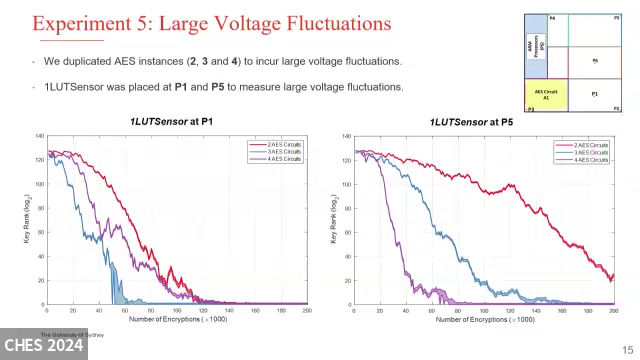 Experiment 5: Large Voltage Fluctuations
- We duplicated AES instances (2, 3 and 4) to incur large voltage fluctuations.
- 1LUTSensor was placed at P1 and P5 to measure large voltage fluctuations.
P4
P5
ARM Processors (PS)
P6
AES Circuit
A1
P1
P3
P2
1LUTSensor at P1
140
120
100
80
60
40
20
0
Key Rank (log2)
2 AES Circuits
3 AES Circuits
4 AES Circuits
0 20 40 60 80 100 120 140 160 180 200
Number of Encryptions (×1000)
1LUTSensor at P5
140
120
100
80
60
40
20
0
Key Rank (log2)
2 AES Circuits
3 AES Circuits
4 AES Circuits
0 20 40 60 80 100 120 140 160 180 200
Number of Encryptions (×1000)
The University of Sydney
CHES 2024
15